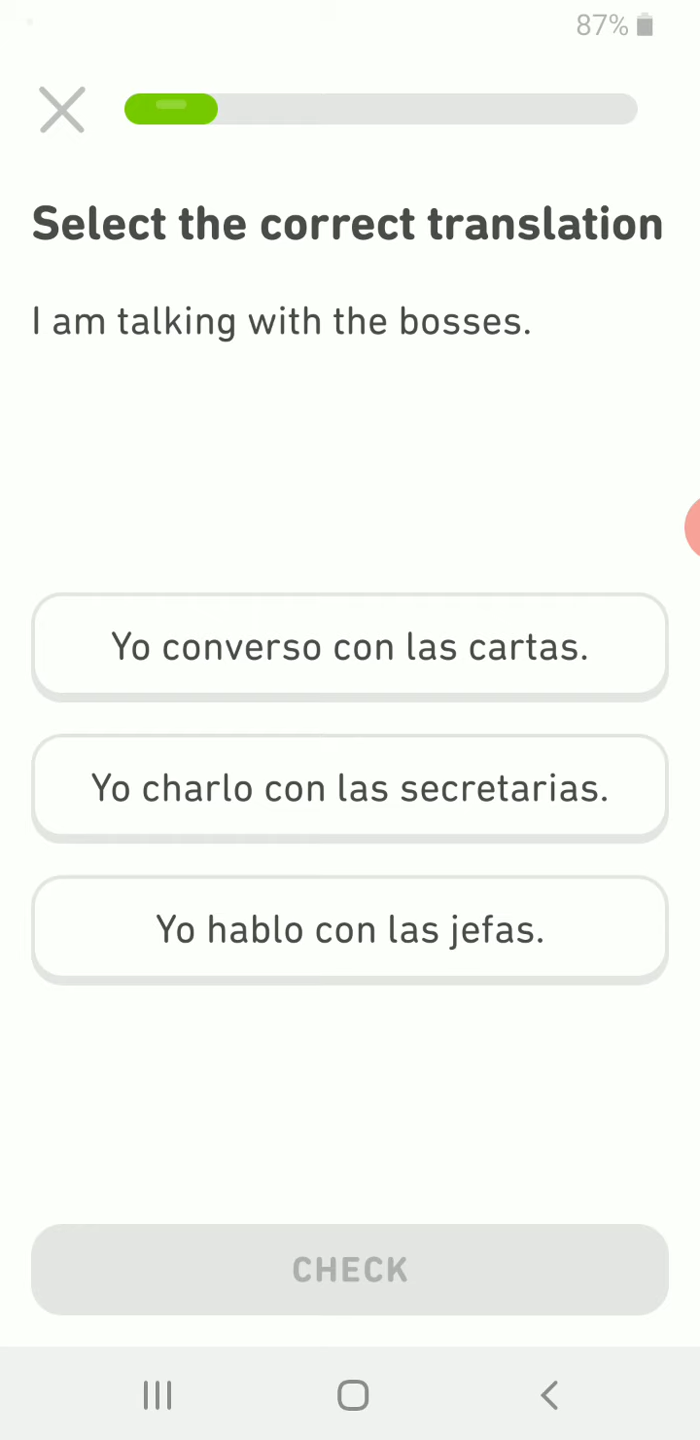 87%
Select the correct translation
I am talking with the bosses.
Yo converso con las cartas.
Yo charlo con las secretarias.
Yo hablo con las jefas.
CHECK